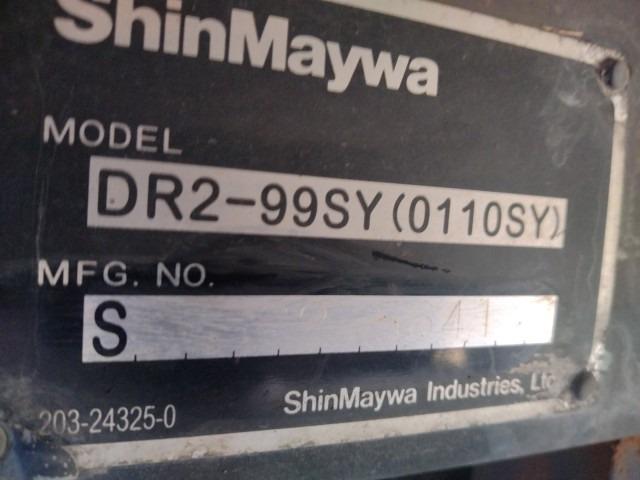 ShinMaywa
MODEL
DR2-99SY(0110SY)
MFG. NO.
S
203-24325-0
ShinMaywa Industries, Ltd